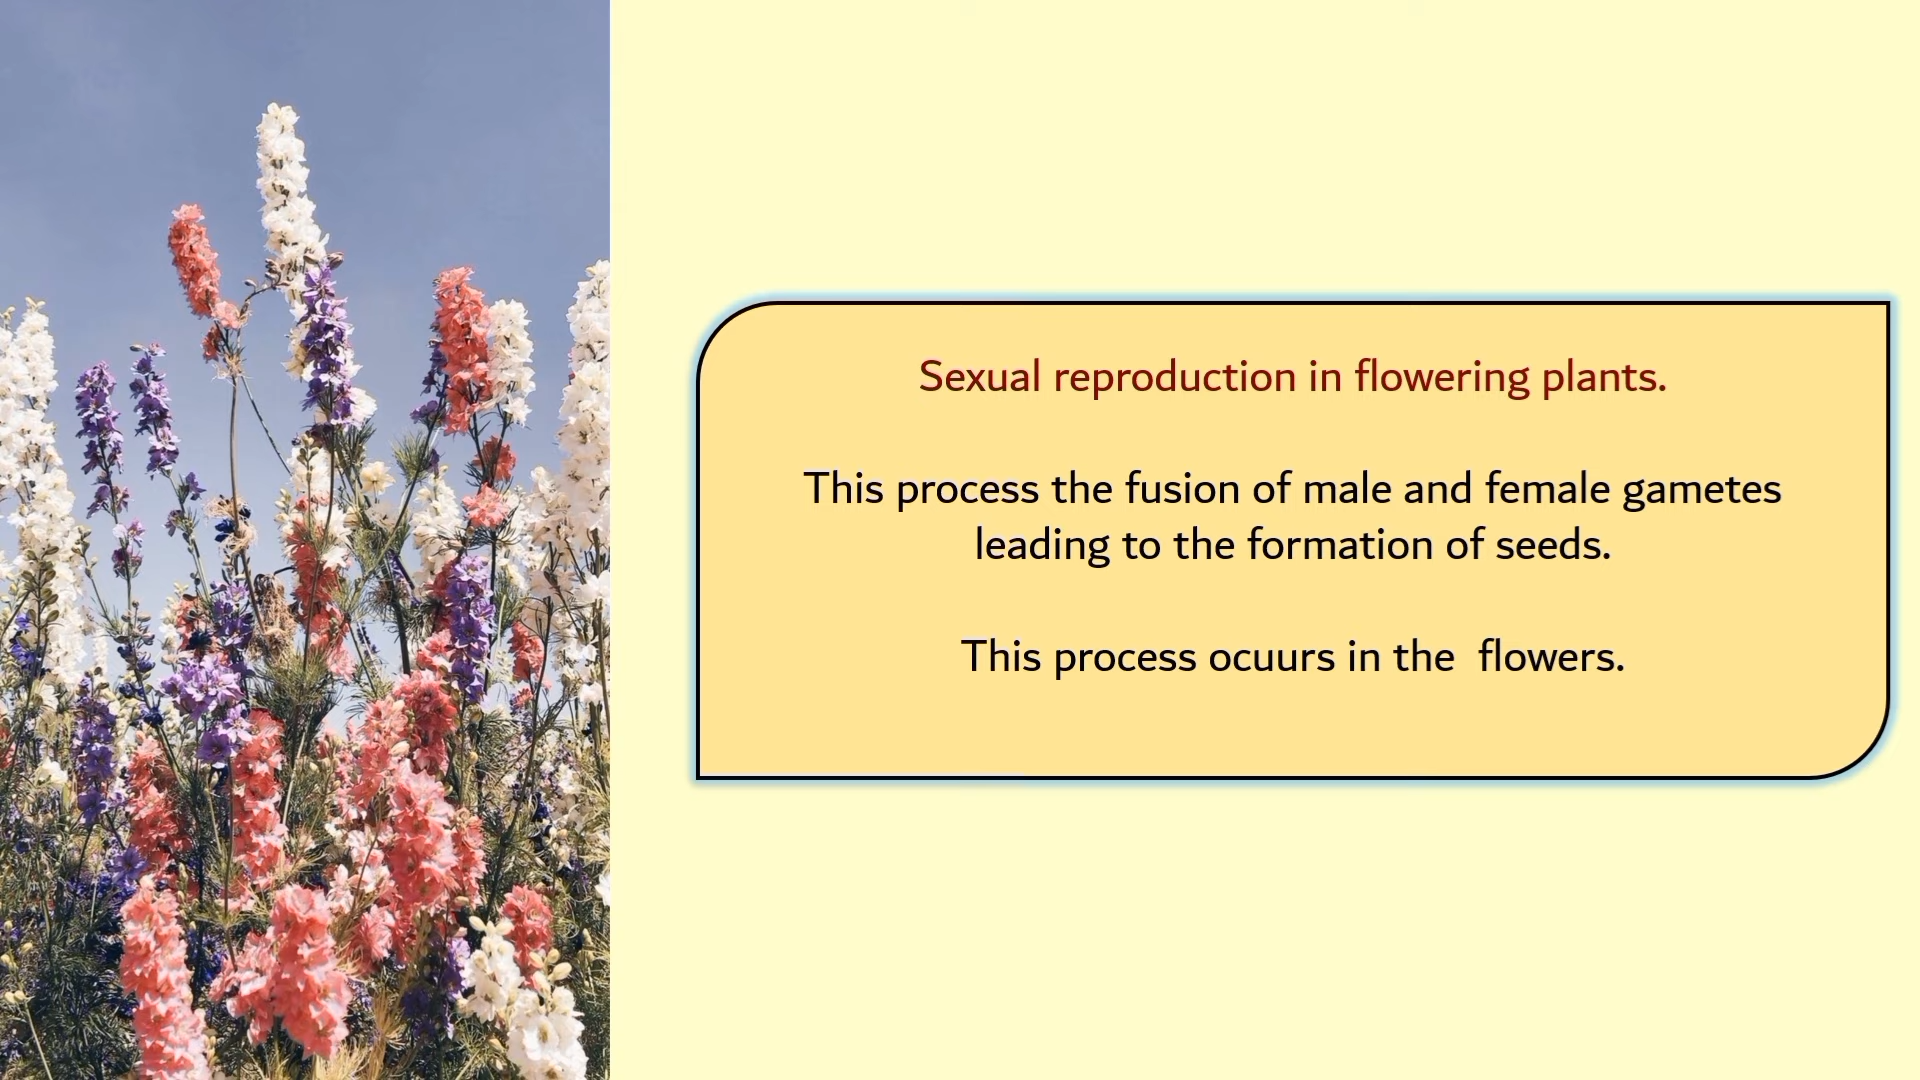 Sexual reproduction in flowering plants.
This process the fusion of male and female gametes
leading to the formation of seeds.
This process ocuurs in the  flowers.